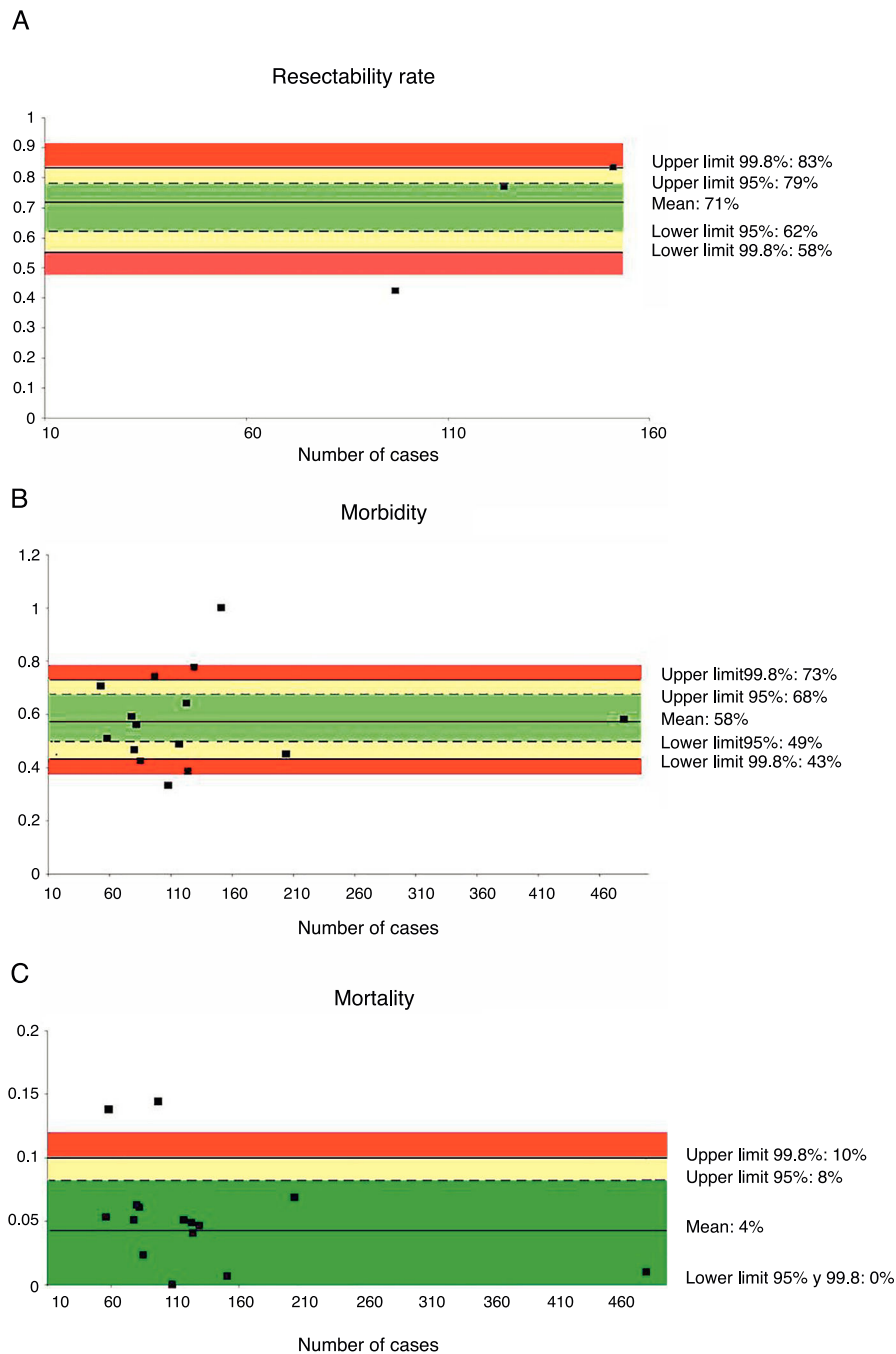 A
Resectability rate
1
0.9
0.8
0.7
0.6
0.5
0.4
0.3
0.2
0.1
0
Upper limit 99.8%: 83%
Upper limit 95%: 79%
Mean: 71%
Lower limit 95%: 62%
Lower limit 99.8%: 58%
10 60 110 160
Number of cases
B
Morbidity
1.2
1
0.8
0.6
0.4
0.2
0
Upper limit99.8%: 73%
Upper limit 95%: 68%
Mean: 58%
Lower limit95%: 49%
Lower limit 99.8%: 43%
10 60 110 160 210 260 310 360 410 460
Number of cases
C
Mortality
0.2
0.15
0.1
0.05
0
Upper limit 99.8%: 10%
Upper limit 95%: 8%
Mean: 4%
Lower limit 95% y 99.8: 0%
10 60 110 160 210 260 310 360 410 460
Number of cases